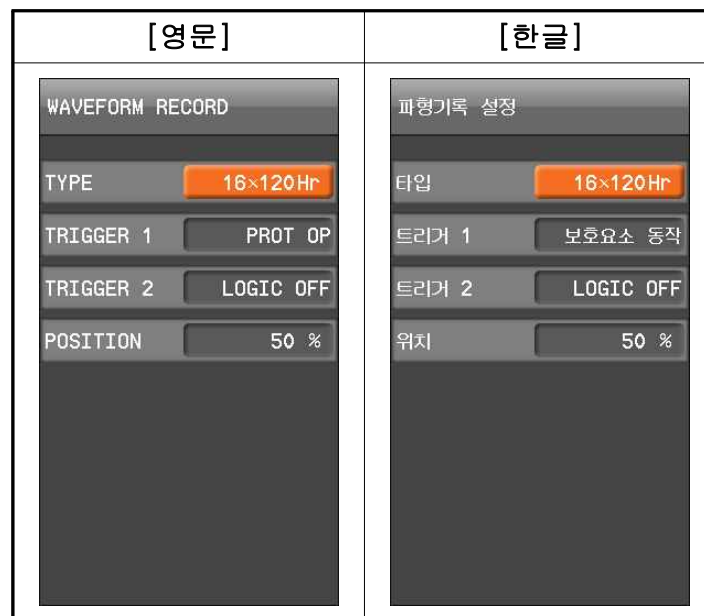 [영문]
[한글]
WAVEFORM RECORD
TYPE 16×120Hr
TRIGGER 1 PROT OP
TRIGGER 2 LOGIC OFF
POSITION 50 %
파형기록 설정
타입 16×120Hr
트리거 1 보호요소 동작
트리거 2 LOGIC OFF
위치 50 %